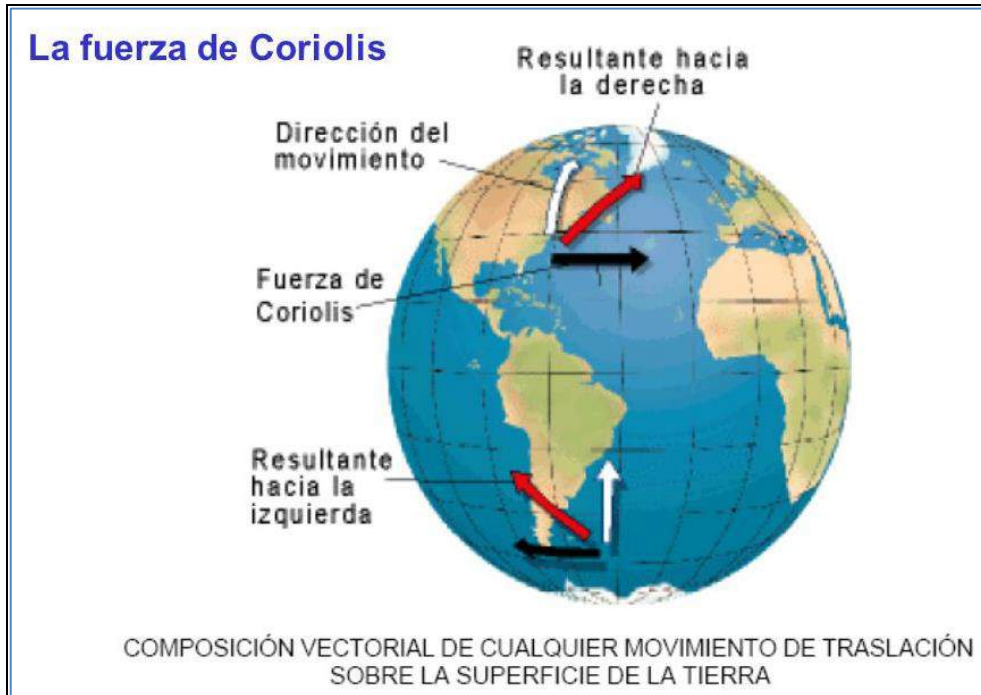 La fuerza de Coriolis
Resultante hacia
la derecha
Dirección del
movimiento
Fuerza de
Coriolis
Resultante
hacia la
izquierda
COMPOSICIÓN VECTORIAL DE CUALQUIER MOVIMIENTO DE TRASLACIÓN
SOBRE LA SUPERFICIE DE LA TIERRA